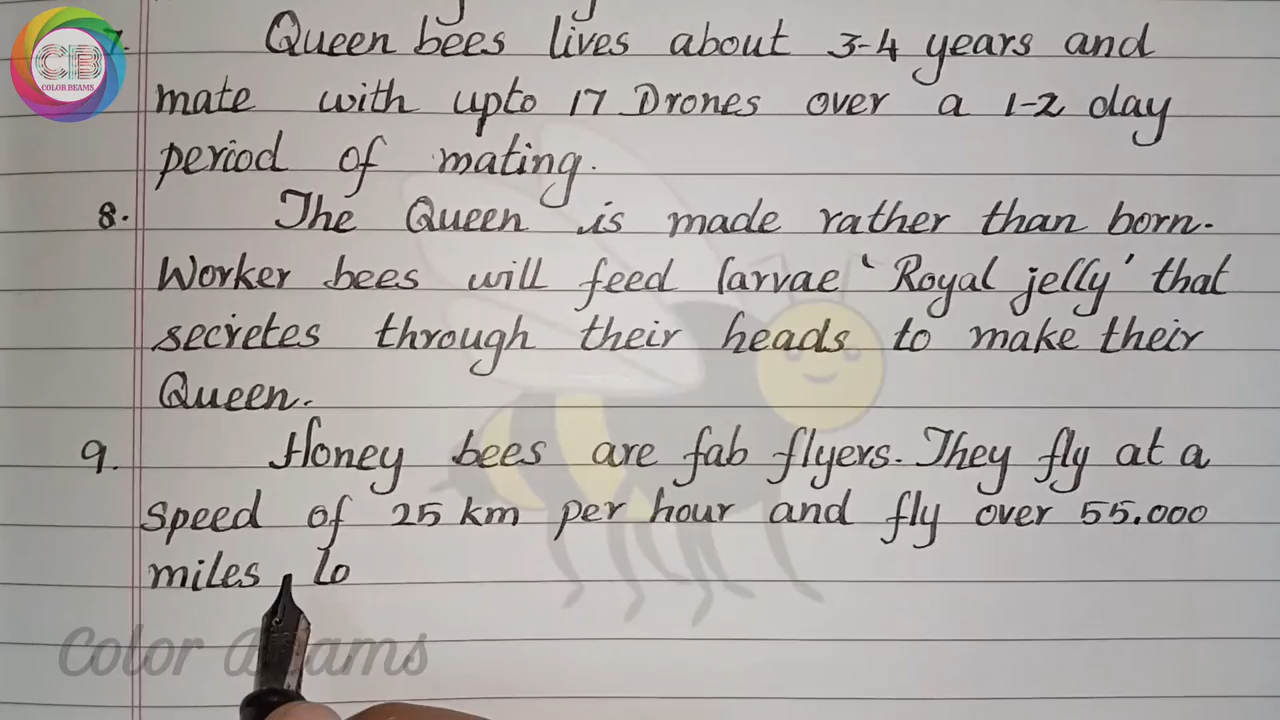 CB
COLOR BEAMS
7. Queen bees lives about 3-4 years and
mate with upto 17 Drones over a 1-2 day
period of mating.
8. The Queen is made rather than born.
Worker bees will feed larvae ‘Royal jelly’ that
secretes through their heads to make their
Queen.
9. Honey bees are fab flyers. They fly at a
speed of 25 km per hour and fly over 55.000
miles lo
Color Beams